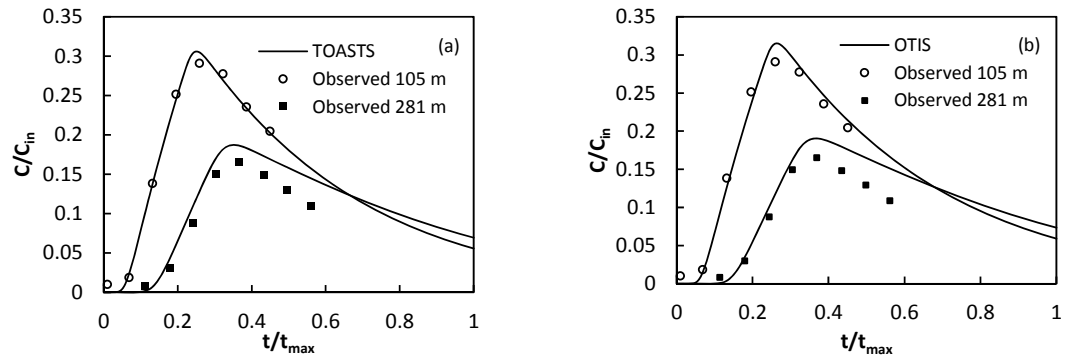 0.35
0.3
0.25
0.2
0.15
0.1
0.05
0
C/Cin
0 0.2 0.4 0.6 0.8 1
t/tmax
TOASTS
Observed 105 m
Observed 281 m
(a)
0.35
0.3
0.25
0.2
0.15
0.1
0.05
0
C/Cin
0 0.2 0.4 0.6 0.8 1
t/tmax
OTIS
Observed 105 m
Observed 281 m
(b)